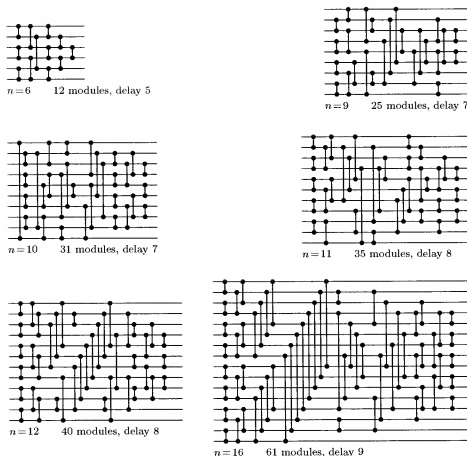 n=6 12 modules, delay 5
n=9 25 modules, delay 7
n=10 31 modules, delay 7
n=11 35 modules, delay 8
n=12 40 modules, delay 8
n=16 61 modules, delay 9